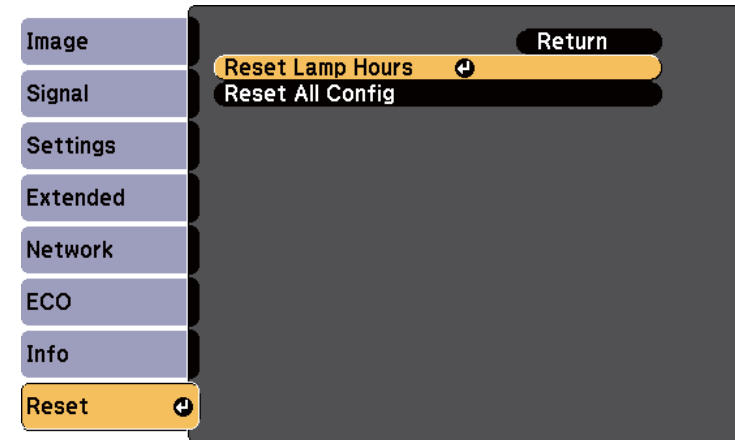 Image
Signal
Settings
Extended
Network
ECO
Info
Reset
Return
Reset Lamp Hours
Reset All Config